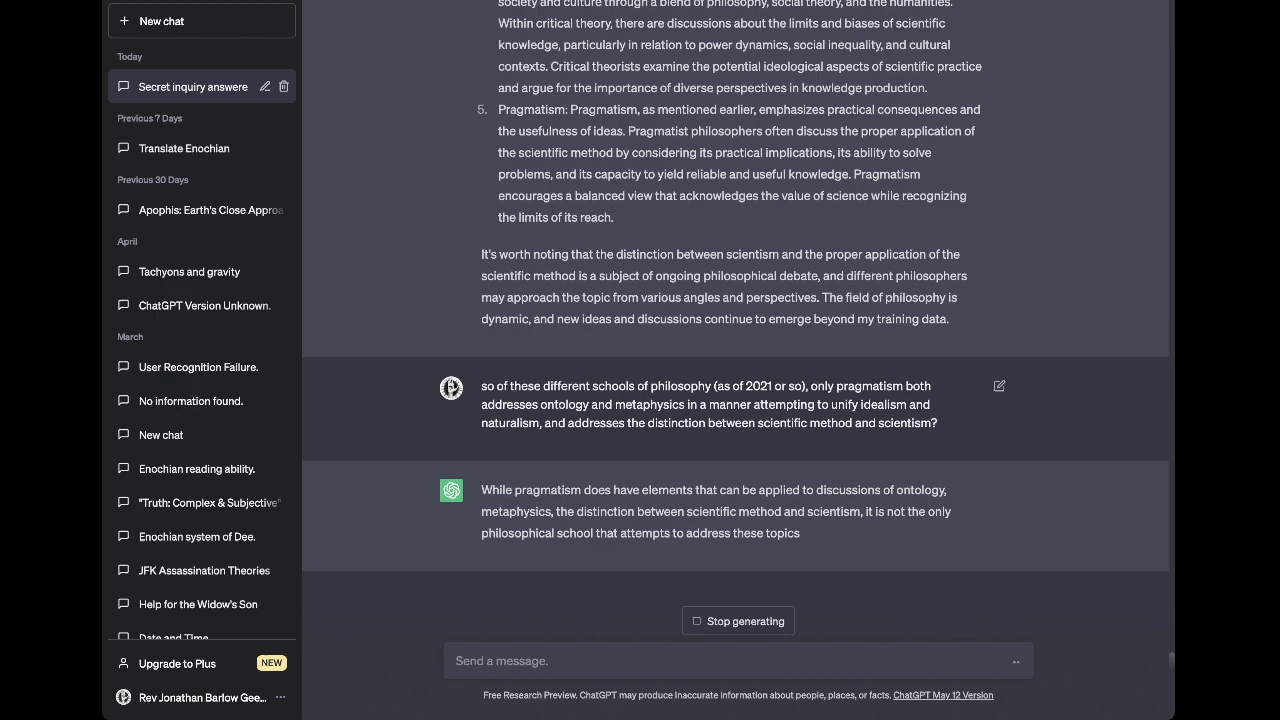 New chat
Today
Secret inquiry answere
Previous 7 Days
Translate Enochian
Previous 30 Days
Apophis: Earth's Close Approa
April
Tachyons and gravity
ChatGPT Version Unknown.
March
User Recognition Failure.
No information found.
New chat
Enochian reading ability.
"Truth: Complex & Subjective"
Enochian system of Dee.
JFK Assassination Theories
Help for the Widow's Son
Date and Time
Upgrade to Plus NEW
Rev Jonathan Barlow Gee...
society and culture through a blend of philosophy, social theory, and the humanities.
Within critical theory, there are discussions about the limits and biases of scientific
knowledge, particularly in relation to power dynamics, social inequality, and cultural
contexts. Critical theorists examine the potential ideological aspects of scientific practice
and argue for the importance of diverse perspectives in knowledge production.
5. Pragmatism: Pragmatism, as mentioned earlier, emphasizes practical consequences and
the usefulness of ideas. Pragmatist philosophers often discuss the proper application of
the scientific method by considering its practical implications, its ability to solve
problems, and its capacity to yield reliable and useful knowledge. Pragmatism
encourages a balanced view that acknowledges the value of science while recognizing
the limits of its reach.
It's worth noting that the distinction between scientism and the proper application of the
scientific method is a subject of ongoing philosophical debate, and different philosophers
may approach the topic from various angles and perspectives. The field of philosophy is
dynamic, and new ideas and discussions continue to emerge beyond my training data.
so of these different schools of philosophy (as of 2021 or so), only pragmatism both
addresses ontology and metaphysics in a manner attempting to unify idealism and
naturalism, and addresses the distinction between scientific method and scientism?
While pragmatism does have elements that can be applied to discussions of ontology,
metaphysics, the distinction between scientific method and scientism, it is not the only
philosophical school that attempts to address these topics
Stop generating
Send a message.
Free Research Preview. ChatGPT may produce inaccurate information about people, places, or facts. ChatGPT May 12 Version